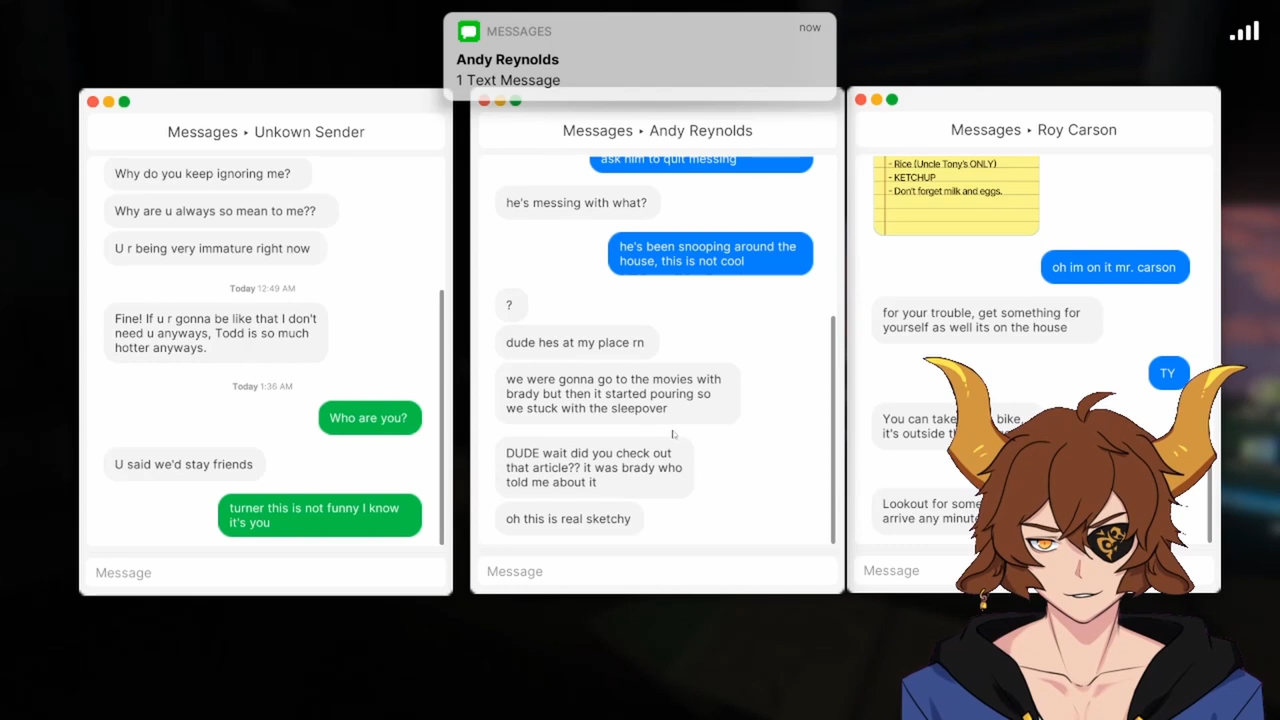 MESSAGES
now
Andy Reynolds
1 Text Message
Messages ▸ Unkown Sender
Why do you keep ignoring me?
Why are u always so mean to me??
U r being very immature right now
Today 12:49 AM
Fine! If u r gonna be like that I don't
need u anyways, Todd is so much
hotter anyways.
Today 1:36 AM
Who are you?
U said we'd stay friends
turner this is not funny I know
it's you
Message
Messages ▸ Andy Reynolds
ask him to quit messing
he's messing with what?
he's been snooping around the
house, this is not cool
?
dude hes at my place rn
we were gonna go to the movies with
brady but then it started pouring so
we stuck with the sleepover
DUDE wait did you check out
that article?? it was brady who
told me about it
oh this is real sketchy
Message
Messages ▸ Roy Carson
- Rice (Uncle Tony's ONLY)
- KETCHUP
- Don't forget milk and eggs.
oh im on it mr. carson
for your trouble, get something for
yourself as well its on the house
TY
You can take bike,
it's outside
Lookout for some
arrive any minute
Message